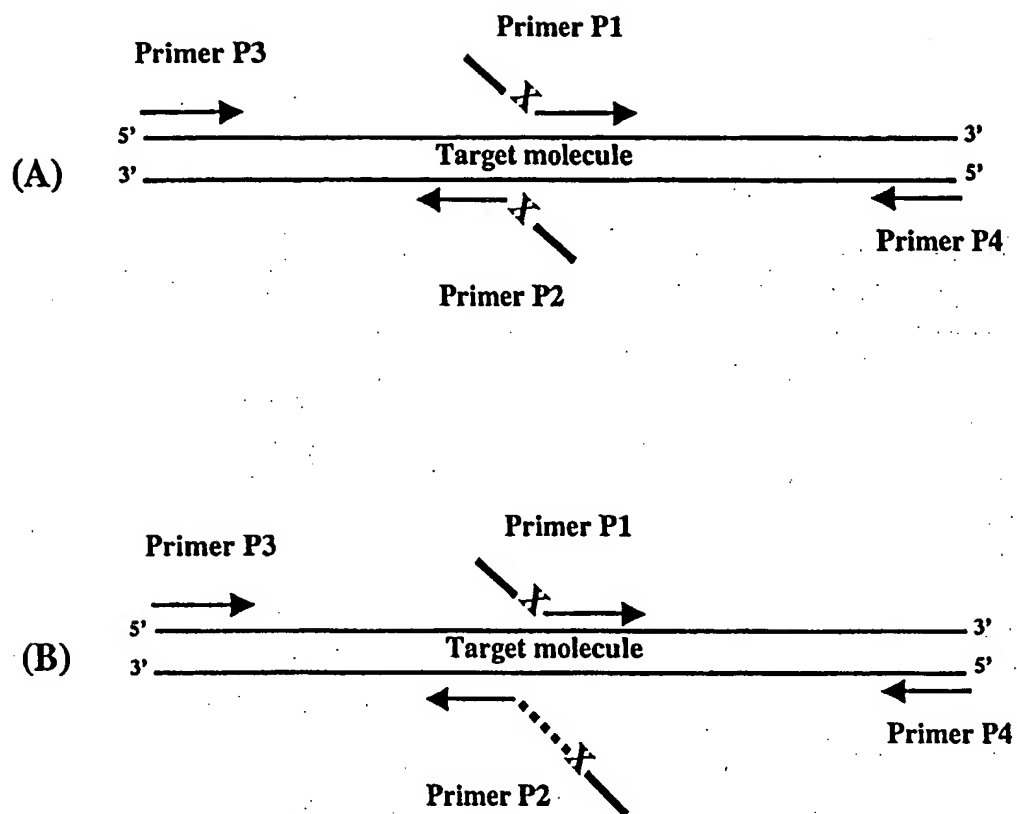 Primer P1
Primer P3
X
5' 3'
Target molecule
(A)
3' 5'
X
Primer P4
Primer P2
Primer P1
Primer P3
X
5' 3'
Target molecule
(B)
3' 5'
Primer P4
X
Primer P2